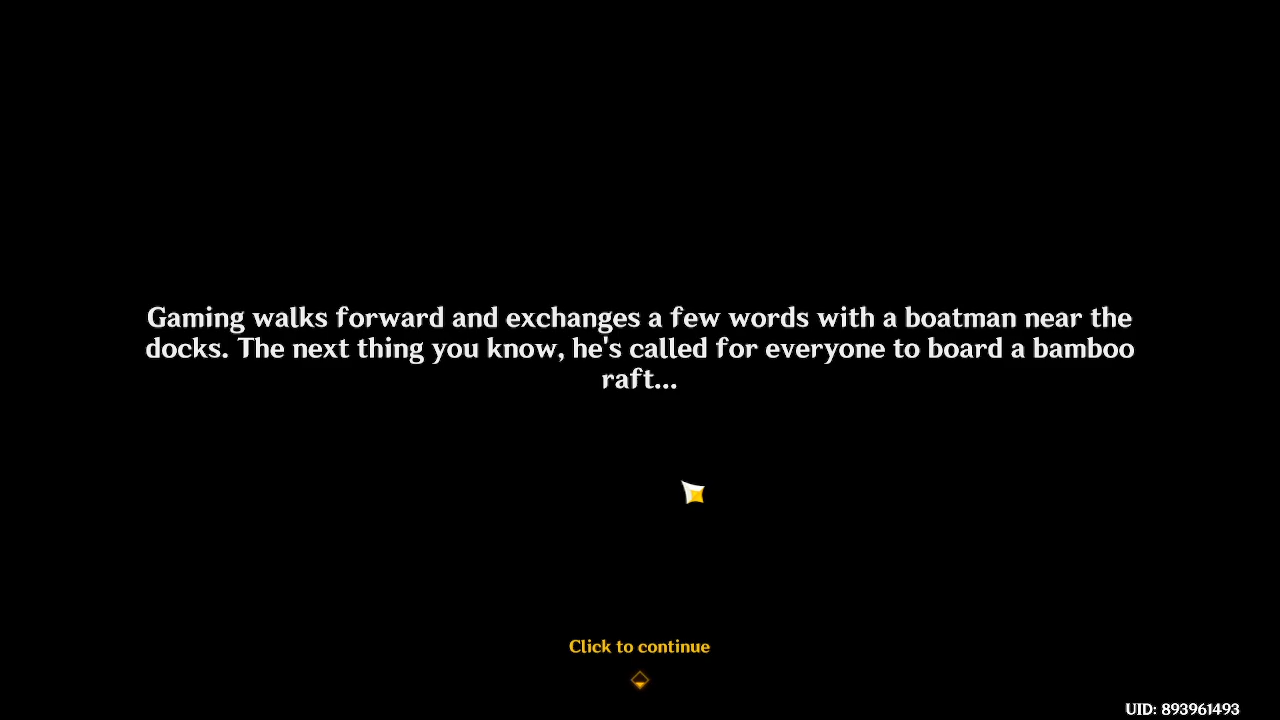 Gaming walks forward and exchanges a few words with a boatman near the
docks. The next thing you know, he's called for everyone to board a bamboo
raft...
Click to continue
UID: 893961493